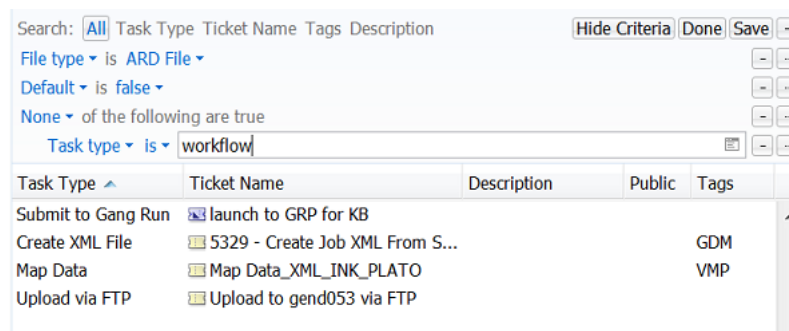 Search: All Task Type Ticket Name Tags Description Hide Criteria Done Save
File type is ARD File
Default is false
None of the following are true
Task type is workflow
Task Type Ticket Name Description Public Tags
Submit to Gang Run launch to GRP for KB
Create XML File 5329 - Create Job XML From S... GDM
Map Data Map Data_XML_INK_PLATO VMP
Upload via FTP Upload to gend053 via FTP